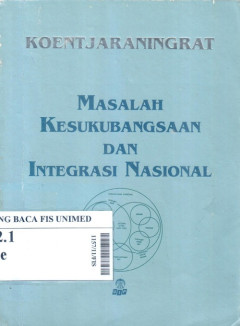 KOENTJARANINGRAT
MASALAH
KESUKUBANGSAAN
DAN
INTEGRASI NASIONAL
NG BACA FIS UNIMED
2.1
e